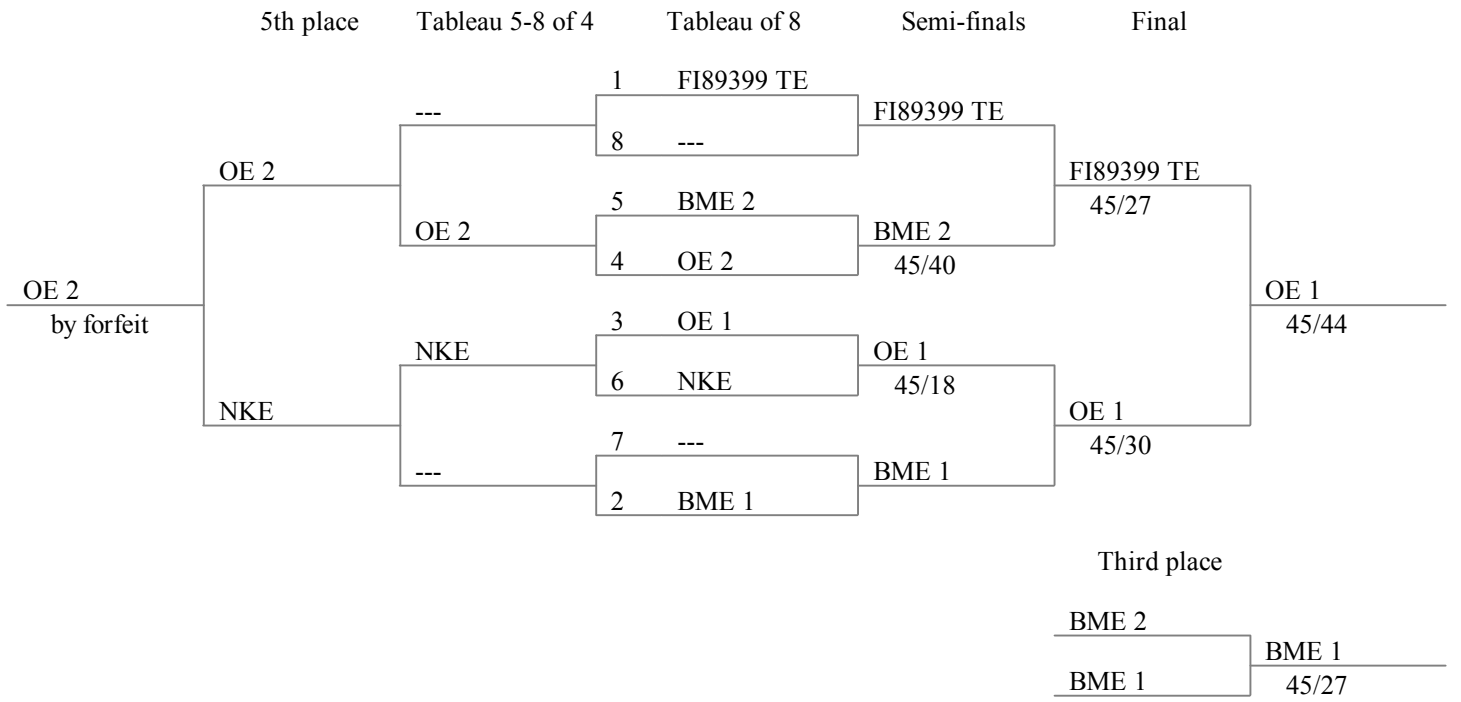 5th place Tableau 5-8 of 4 Tableau of 8 Semi-finals Final
1 FI89399 TE
--- FI89399 TE
8 ---
OE 2 FI89399 TE
5 BME 2 45/27
OE 2 BME 2
4 OE 2 45/40
OE 2 OE 1
by forfeit 3 OE 1 45/44
NKE OE 1
6 NKE 45/18
NKE OE 1
7 --- 45/30
--- BME 1
2 BME 1
Third place
BME 2
BME 1
BME 1 45/27